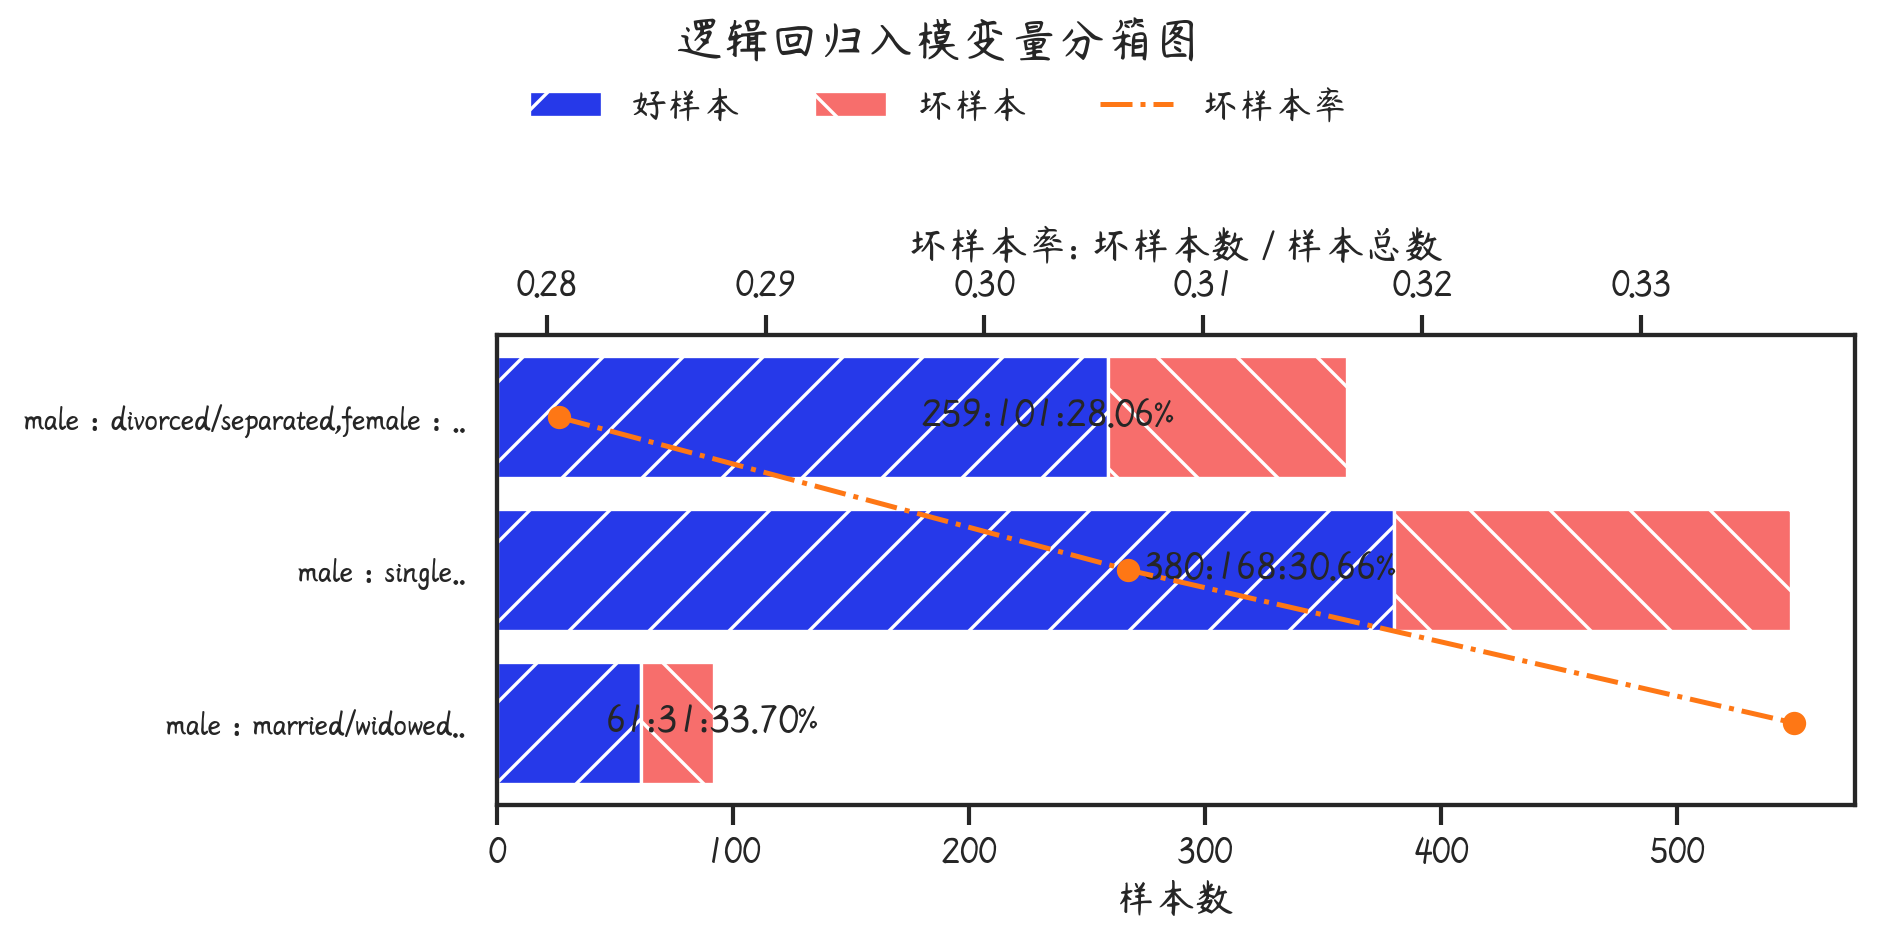 逻辑回归入模变量分箱图
好样本 坏样本 坏样本率
坏样本率: 坏样本数 / 样本总数
0.28 0.29 0.30 0.31 0.32 0.33
male : divorced/separated,female : ..
259:101:28.06%
male : single..
380:168:30.66%
male : married/widowed..
61:31:33.70%
0 100 200 300 400 500
样本数